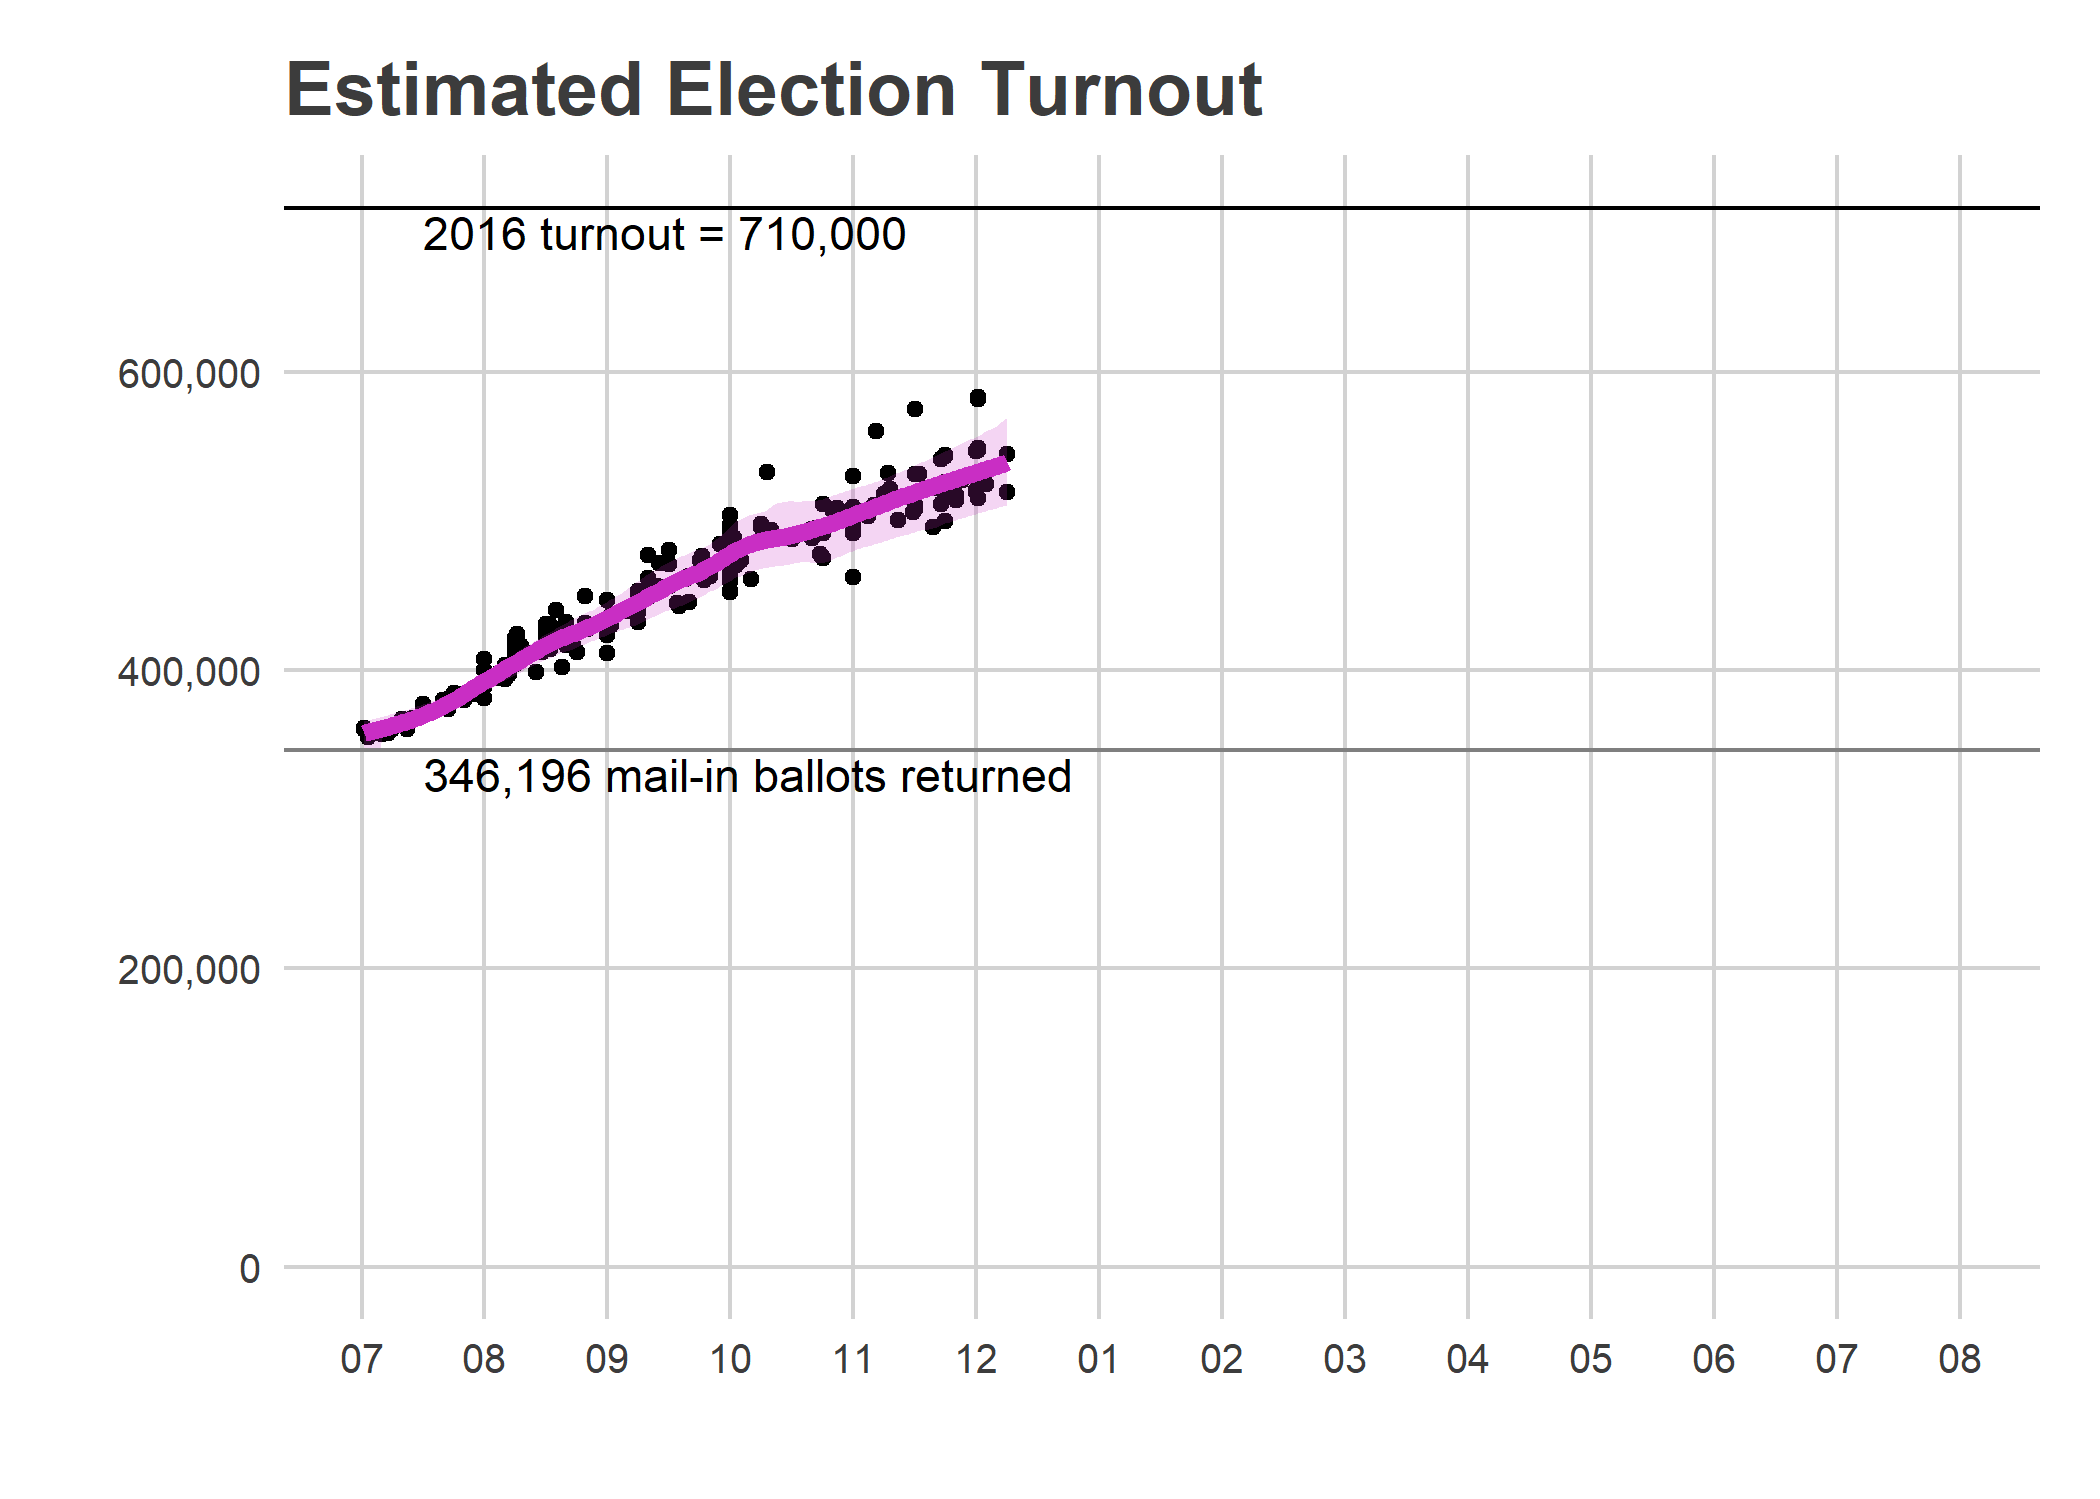 Estimated Election Turnout
2016 turnout = 710,000
600,000
400,000
346,196 mail-in ballots returned
200,000
0
07 08 09 10 11 12 01 02 03 04 05 06 07 08